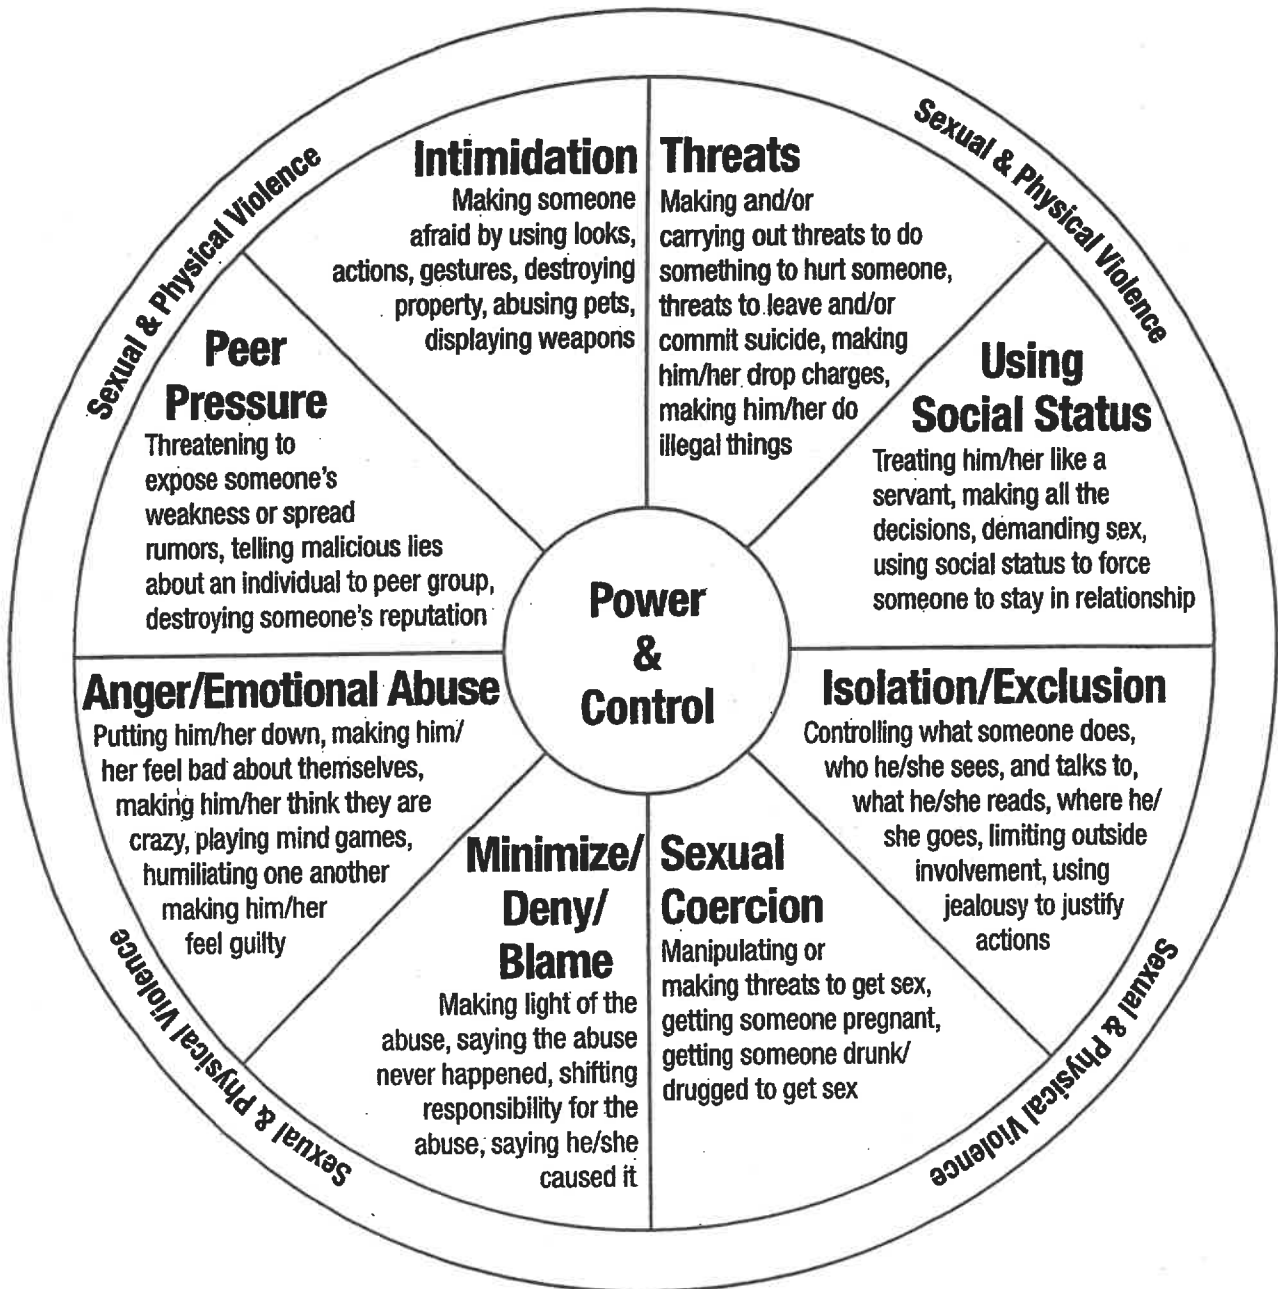 Sexual & Physical Violence
Sexual & Physical Violence
Intimidation
Making someone
afraid by using looks,
actions, gestures, destroying
property, abusing pets,
displaying weapons
Threats
Making and/or
carrying out threats to do
something to hurt someone,
threats to leave and/or
commit suicide, making
him/her drop charges,
making him/her do
illegal things
Peer
Pressure
Threatening to
expose someone's
weakness or spread
rumors, telling malicious lies
about an individual to peer group,
destroying someone's reputation
Using
Social Status
Treating him/her like a
servant, making all the
decisions, demanding sex,
using social status to force
someone to stay in relationship
Power
&
Control
Anger/Emotional Abuse
Putting him/her down, making him/
her feel bad about themselves,
making him/her think they are
crazy, playing mind games,
humiliating one another
making him/her
feel guilty
Isolation/Exclusion
Controlling what someone does,
who he/she sees, and talks to,
what he/she reads, where he/
she goes, limiting outside
involvement, using
jealousy to justify
actions
Minimize/
Deny/
Blame
Making light of the
abuse, saying the abuse
never happened, shifting
responsibility for the
abuse, saying he/she
caused it
Sexual
Coercion
Manipulating or
making threats to get sex,
getting someone pregnant,
getting someone drunk/
drugged to get sex
Sexual & Physical Violence
Sexual & Physical Violence